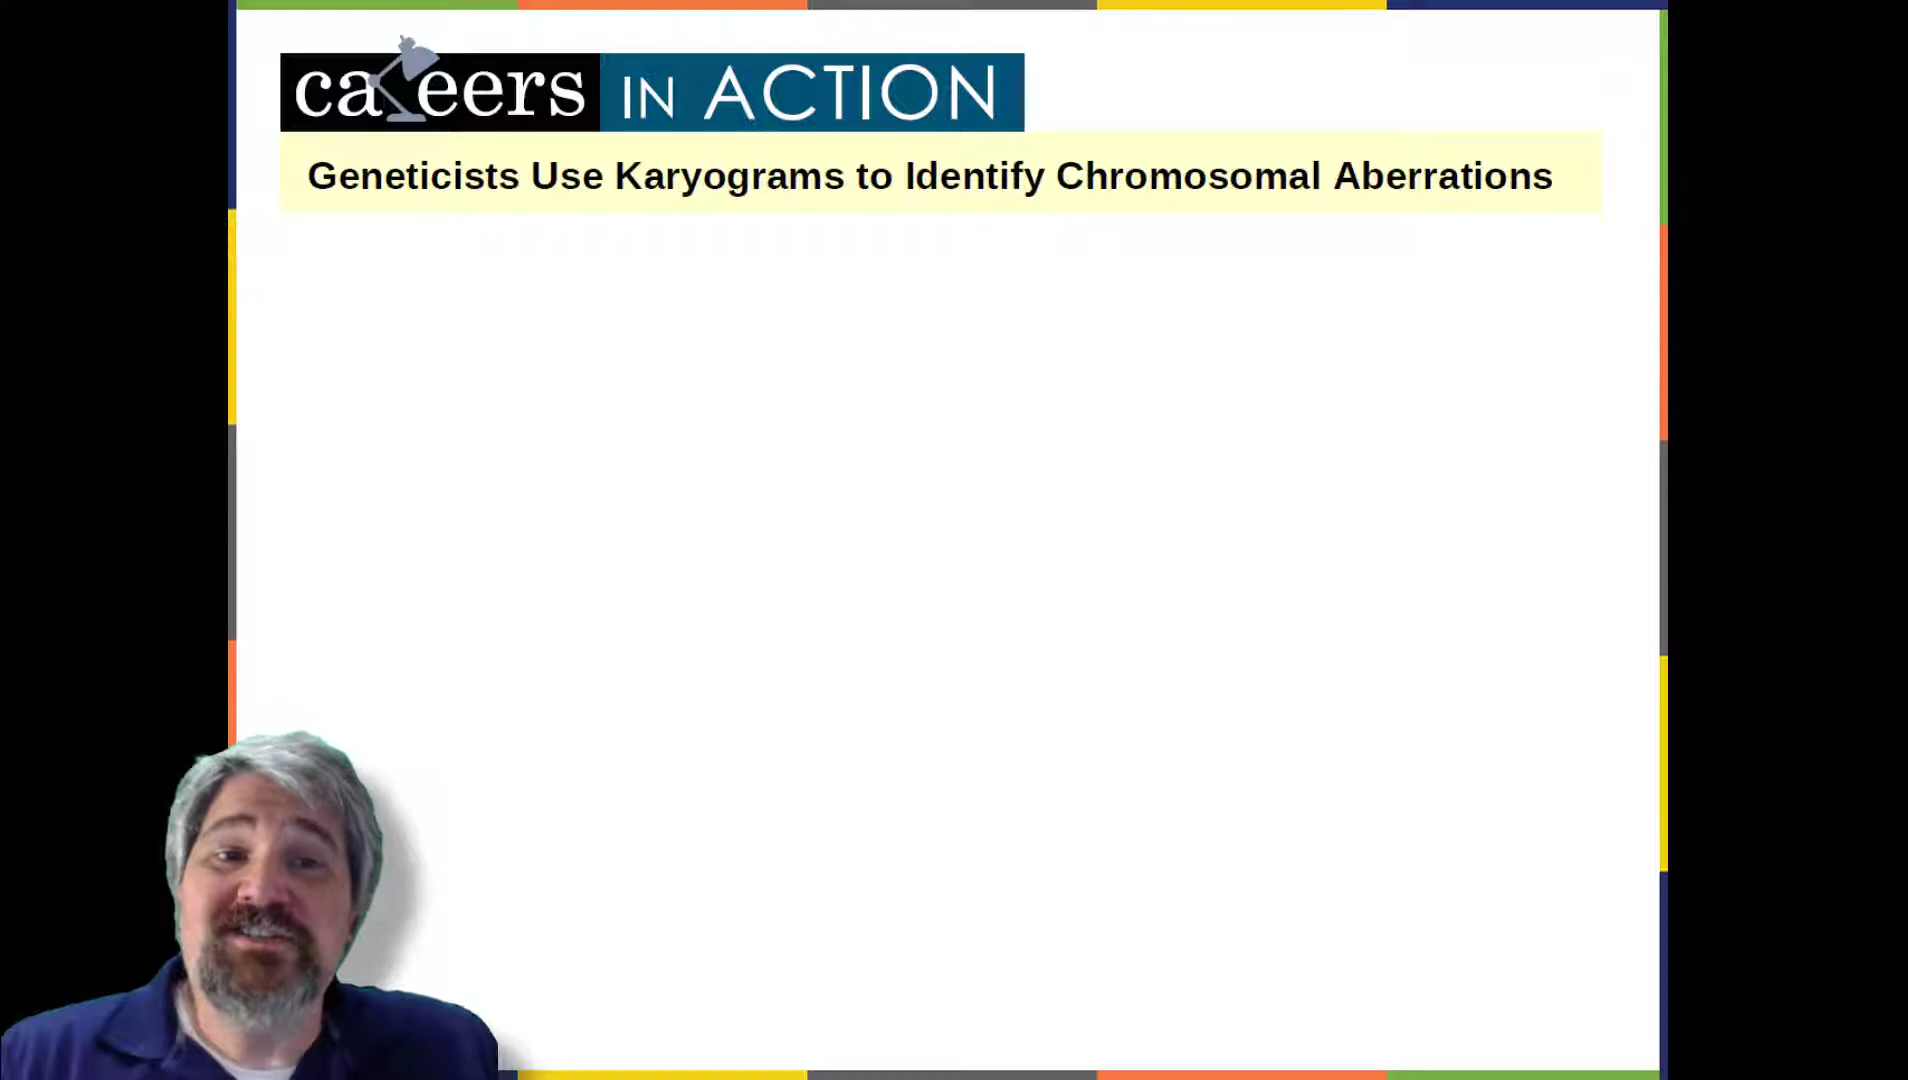 careers IN ACTION
Geneticists Use Karyograms to Identify Chromosomal Aberrations